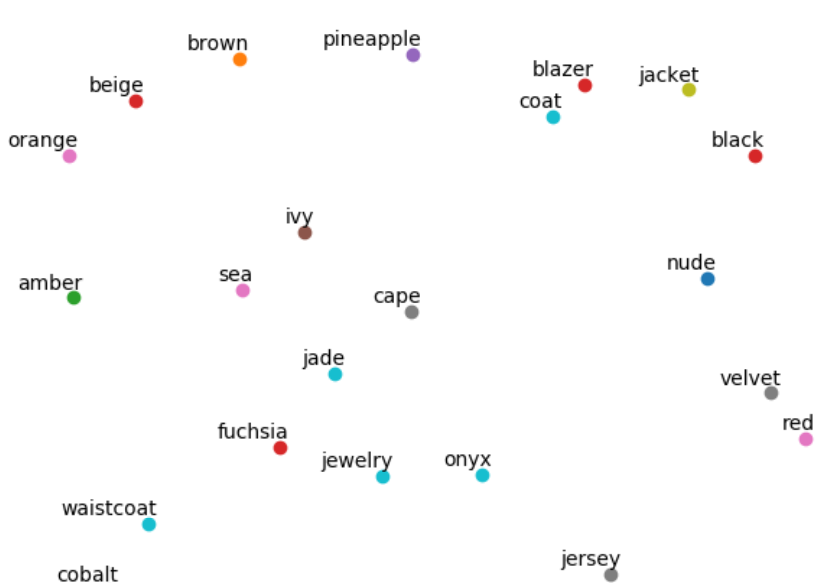 pineapple
brown
blazer
jacket
beige
coat
orange
black
ivy
nude
sea
amber
cape
jade
velvet
red
fuchsia
jewelry
onyx
waistcoat
jersey
cobalt